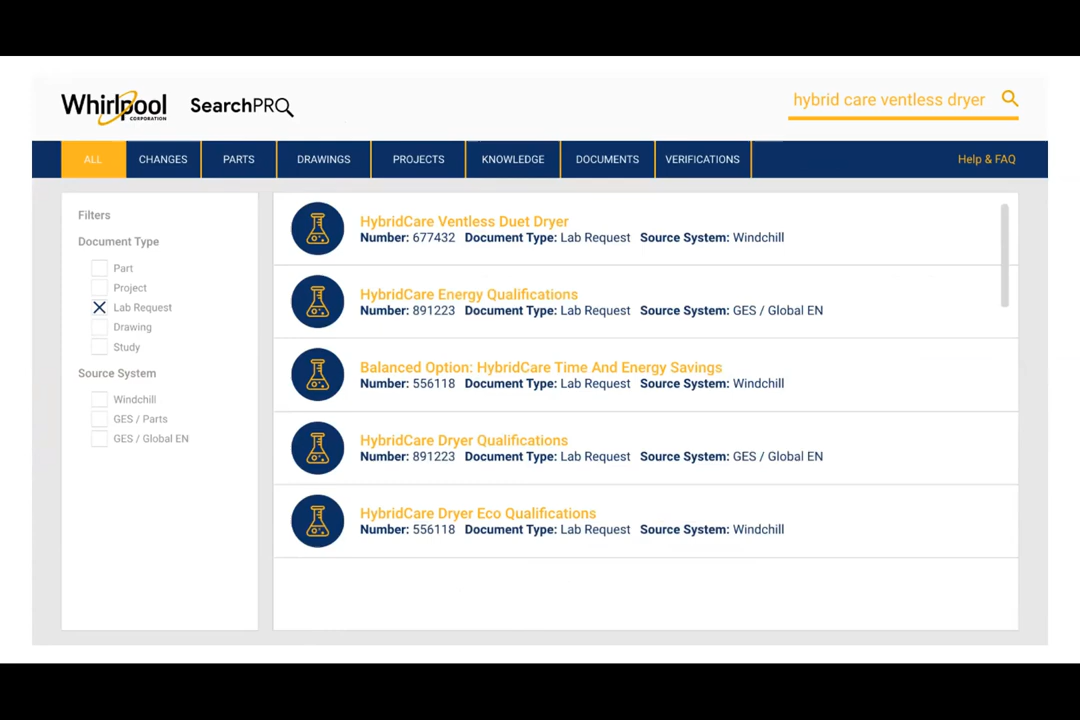 Whirlpool
CORPORATION
SearchPRO
hybrid care ventless dryer
ALL CHANGES PARTS DRAWINGS PROJECTS KNOWLEDGE DOCUMENTS VERIFICATIONS Help & FAQ
Filters
Document Type
Part
Project
Lab Request
Drawing
Study
Source System
Windchill
GES / Parts
GES / Global EN
HybridCare Ventless Duet Dryer
Number: 677432 Document Type: Lab Request Source System: Windchill
HybridCare Energy Qualifications
Number: 891223 Document Type: Lab Request Source System: GES / Global EN
Balanced Option: HybridCare Time And Energy Savings
Number: 556118 Document Type: Lab Request Source System: Windchill
HybridCare Dryer Qualifications
Number: 891223 Document Type: Lab Request Source System: GES / Global EN
HybridCare Dryer Eco Qualifications
Number: 556118 Document Type: Lab Request Source System: Windchill